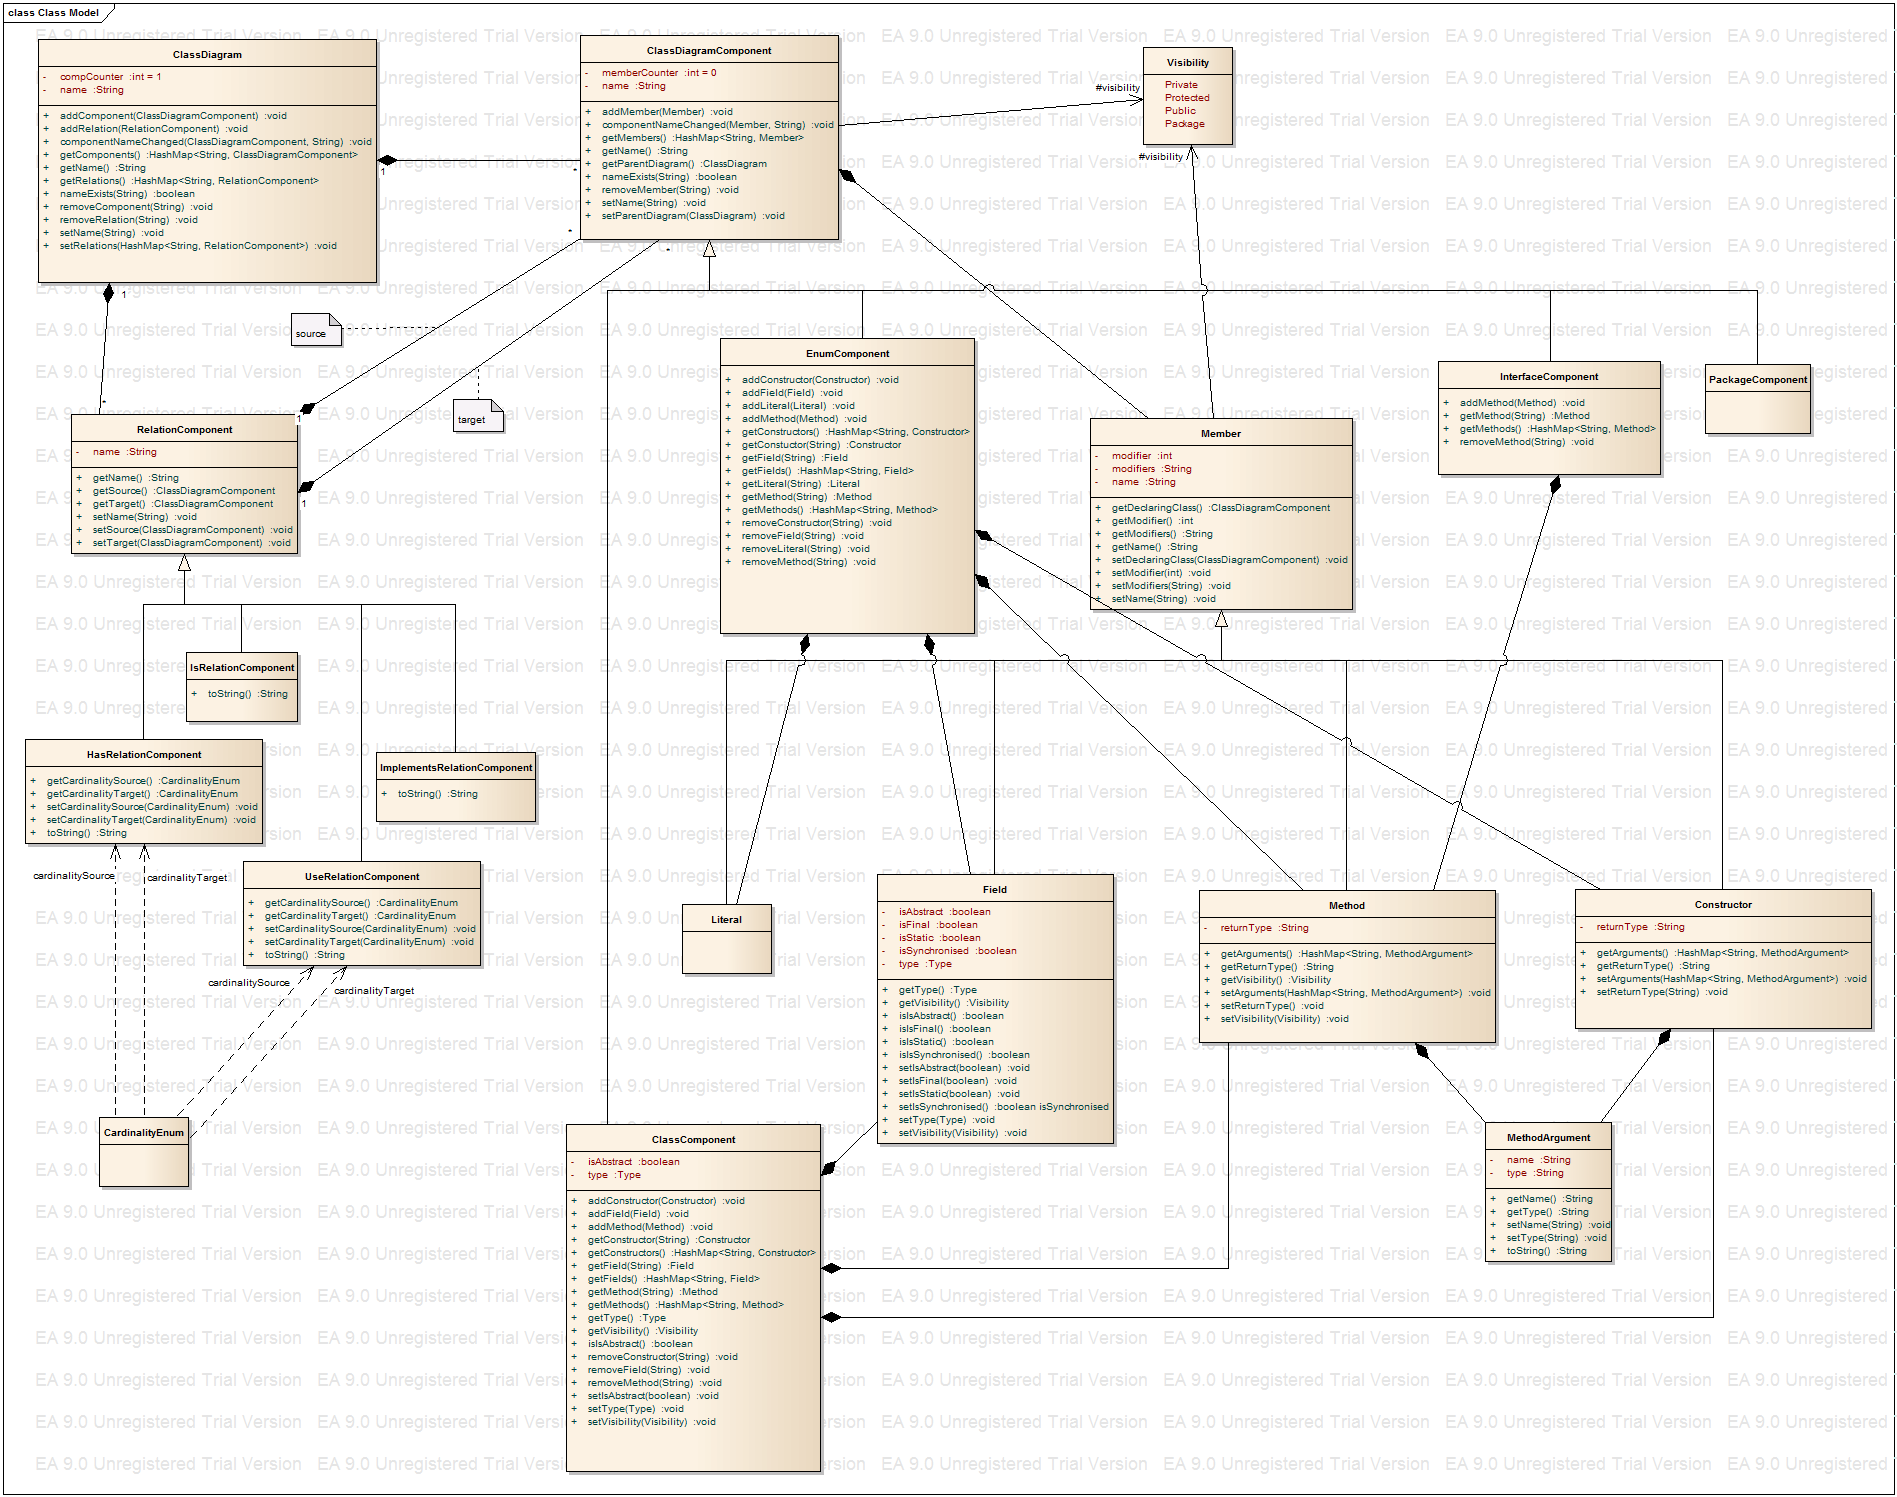 class Class Model
ClassDiagram
- compCounter :int = 1
- name :String
+ addComponent(ClassDiagramComponent) :void
+ addRelation(RelationComponent) :void
+ componentNameChanged(ClassDiagramComponent, String) :void
+ getComponents() :HashMap<String, ClassDiagramComponent>
+ getName() :String
+ getRelations() :HashMap<String, RelationComponent>
+ nameExists(String) :boolean
+ removeComponent(String) :void
+ removeRelation(String) :void
+ setName(String) :void
+ setRelations(HashMap<String, RelationComponent>) :void
1
*
1
*
ClassDiagramComponent
- memberCounter :int = 0
- name :String
+ addMember(Member) :void
+ componentNameChanged(Member, String) :void
+ getMembers() :HashMap<String, Member>
+ getName() :String
+ getParentDiagram() :ClassDiagram
+ nameExists(String) :boolean
+ removeMember(String) :void
+ setName(String) :void
+ setParentDiagram(ClassDiagram) :void
*
*
#visibility
#visibility
Visibility
Private
Protected
Public
Package
source
target
1
1
RelationComponent
- name :String
+ getName() :String
+ getSource() :ClassDiagramComponent
+ getTarget() :ClassDiagramComponent
+ setName(String) :void
+ setSource(ClassDiagramComponent) :void
+ setTarget(ClassDiagramComponent) :void
EnumComponent
+ addConstructor(Constructor) :void
+ addField(Field) :void
+ addLiteral(Literal) :void
+ addMethod(Method) :void
+ getConstructors() :HashMap<String, Constructor>
+ getConstuctor(String) :Constructor
+ getField(String) :Field
+ getFields() :HashMap<String, Field>
+ getLiteral(String) :Literal
+ getMethod(String) :Method
+ getMethods() :HashMap<String, Method>
+ removeConstructor(String) :void
+ removeField(String) :void
+ removeLiteral(String) :void
+ removeMethod(String) :void
Member
- modifier :int
- modifiers :String
- name :String
+ getDeclaringClass() :ClassDiagramComponent
+ getModifier() :int
+ getModifiers() :String
+ getName() :String
+ setDeclaringClass(ClassDiagramComponent) :void
+ setModifier(int) :void
+ setModifiers(String) :void
+ setName(String) :void
InterfaceComponent
+ addMethod(Method) :void
+ getMethod(String) :Method
+ getMethods() :HashMap<String, Method>
+ removeMethod(String) :void
PackageComponent
IsRelationComponent
+ toString() :String
HasRelationComponent
+ getCardinalitySource() :CardinalityEnum
+ getCardinalityTarget() :CardinalityEnum
+ setCardinalitySource(CardinalityEnum) :void
+ setCardinalityTarget(CardinalityEnum) :void
+ toString() :String
ImplementsRelationComponent
+ toString() :String
cardinalitySource
cardinalityTarget
UseRelationComponent
+ getCardinalitySource() :CardinalityEnum
+ getCardinalityTarget() :CardinalityEnum
+ setCardinalitySource(CardinalityEnum) :void
+ setCardinalityTarget(CardinalityEnum) :void
+ toString() :String
cardinalitySource
cardinalityTarget
CardinalityEnum
Literal
Field
- isAbstract :boolean
- isFinal :boolean
- isStatic :boolean
- isSynchronised :boolean
- type :Type
+ getType() :Type
+ getVisibility() :Visibility
+ isIsAbstract() :boolean
+ isIsFinal() :boolean
+ isIsStatic() :boolean
+ isIsSynchronised() :boolean
+ setIsAbstract(boolean) :void
+ setIsFinal(boolean) :void
+ setIsStatic(boolean) :void
+ setIsSynchronised() :boolean isSynchronised
+ setType(Type) :void
+ setVisibility(Visibility) :void
Method
- returnType :String
+ getArguments() :HashMap<String, MethodArgument>
+ getReturnType() :String
+ getVisibility() :Visibility
+ setArguments(HashMap<String, MethodArgument>) :void
+ setReturnType() :void
+ setVisibility(Visibility) :void
Constructor
- returnType :String
+ getArguments() :HashMap<String, MethodArgument>
+ getReturnType() :String
+ setArguments(HashMap<String, MethodArgument>) :void
+ setReturnType(String) :void
ClassComponent
- isAbstract :boolean
- type :Type
+ addConstructor(Constructor) :void
+ addField(Field) :void
+ addMethod(Method) :void
+ getConstructor(String) :Constructor
+ getConstructors() :HashMap<String, Constructor>
+ getField(String) :Field
+ getFields() :HashMap<String, Field>
+ getMethod(String) :Method
+ getMethods() :HashMap<String, Method>
+ getType() :Type
+ getVisibility() :Visibility
+ isIsAbstract() :boolean
+ removeConstructor(String) :void
+ removeField(String) :void
+ removeMethod(String) :void
+ setIsAbstract(boolean) :void
+ setType(Type) :void
+ setVisibility(Visibility) :void
MethodArgument
- name :String
- type :String
+ getName() :String
+ getType() :String
+ setName(String) :void
+ setType(String) :void
+ toString() :String
EA 9.0 Unregistered Trial Version